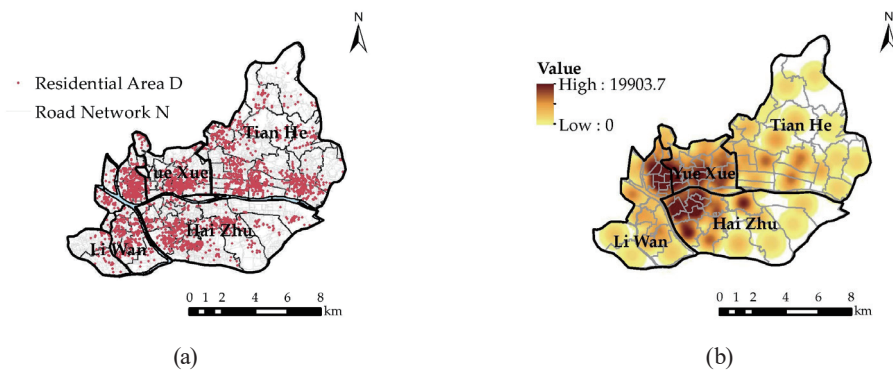 N
Residential Area D
Road Network N
Tian He
Yue Xue
Hai Zhu
Li Wan
0 1 2 4 6 8
km
(a)
N
Value
High : 19903.7
Low : 0
Tian He
Yue Xue
Hai Zhu
Li Wan
0 1 2 4 6 8
km
(b)